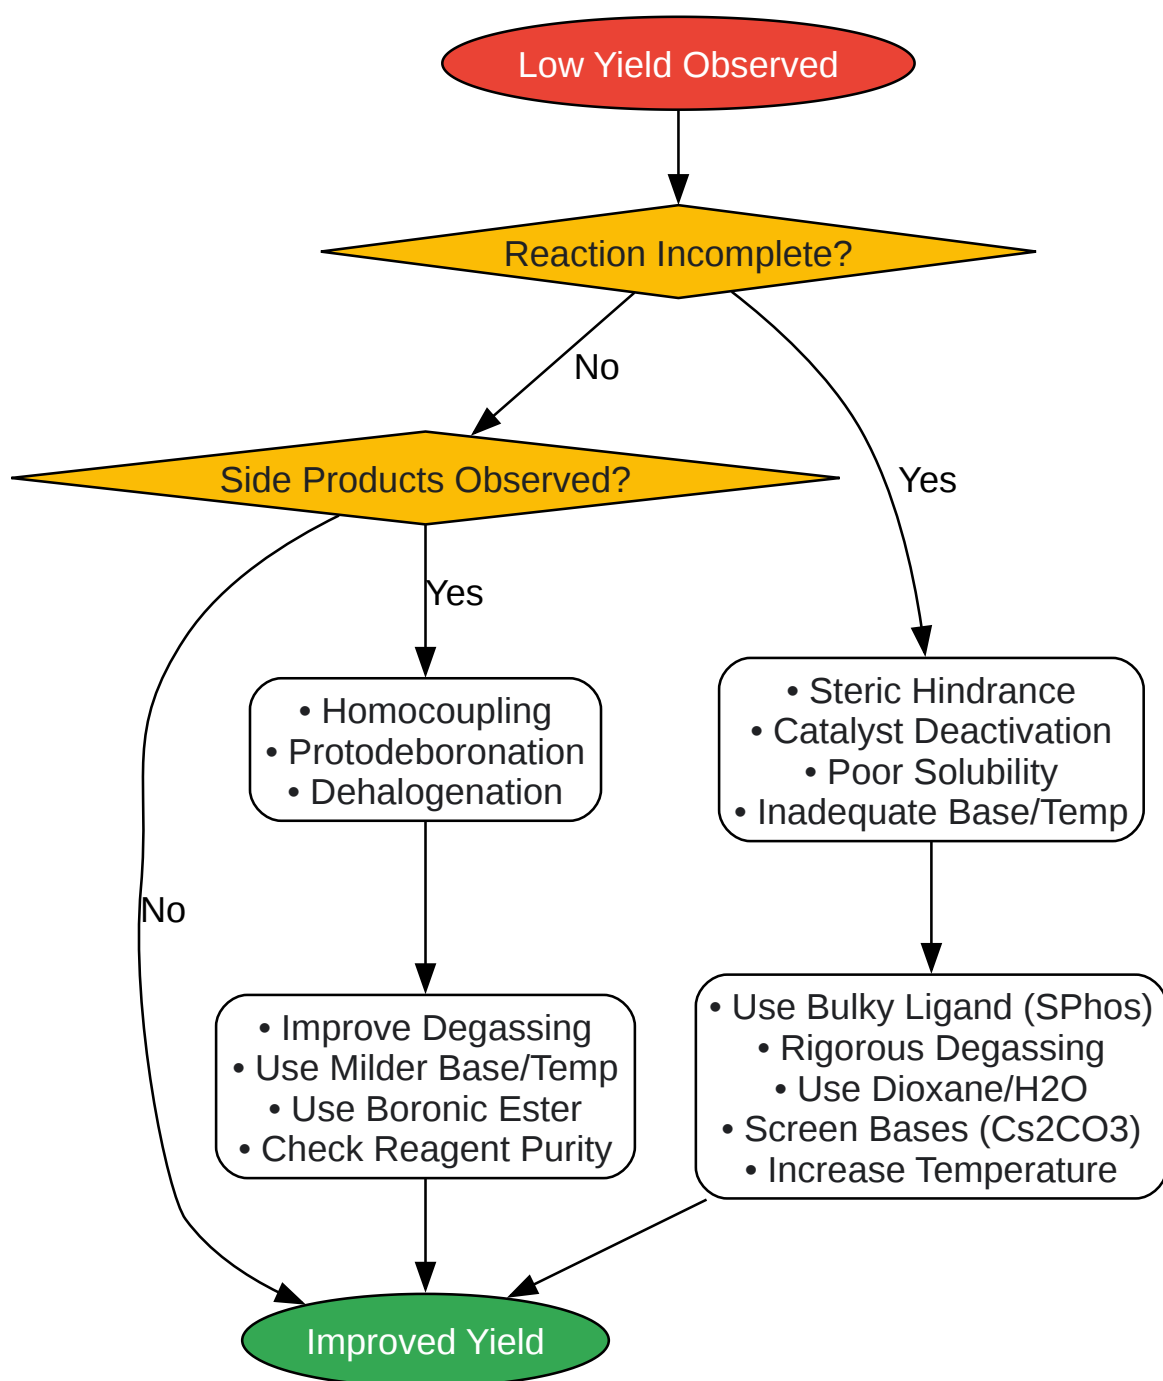 Low Yield Observed
Reaction Incomplete?
No
Side Products Observed?
Yes
Yes
• Homocoupling
• Protodeboronation
• Dehalogenation
• Steric Hindrance
• Catalyst Deactivation
• Poor Solubility
• Inadequate Base/Temp
No
• Improve Degassing
• Use Milder Base/Temp
• Use Boronic Ester
• Check Reagent Purity
• Use Bulky Ligand (SPhos)
• Rigorous Degassing
• Use Dioxane/H2O
• Screen Bases (Cs2CO3)
• Increase Temperature
Improved Yield